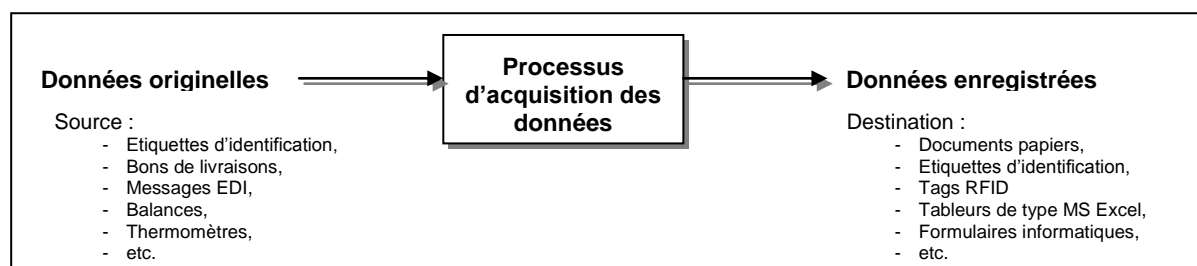 Processus
d’acquisition des
données
Données originelles
Source :
- Etiquettes d’identification,
- Bons de livraisons,
- Messages EDI,
- Balances,
- Thermomètres,
- etc.
Données enregistrées
Destination :
- Documents papiers,
- Etiquettes d’identification,
- Tags RFID
- Tableurs de type MS Excel,
- Formulaires informatiques,
- etc.